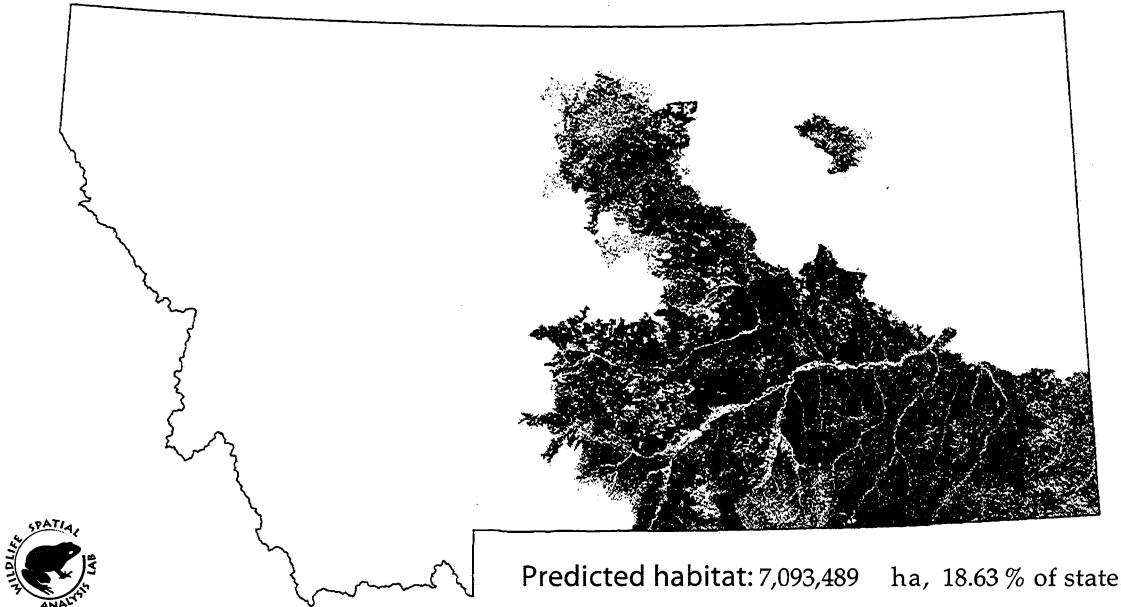 WILDLIFE SPATIAL ANALYSIS LAB
Predicted habitat: 7,093,489 ha, 18.63 % of state